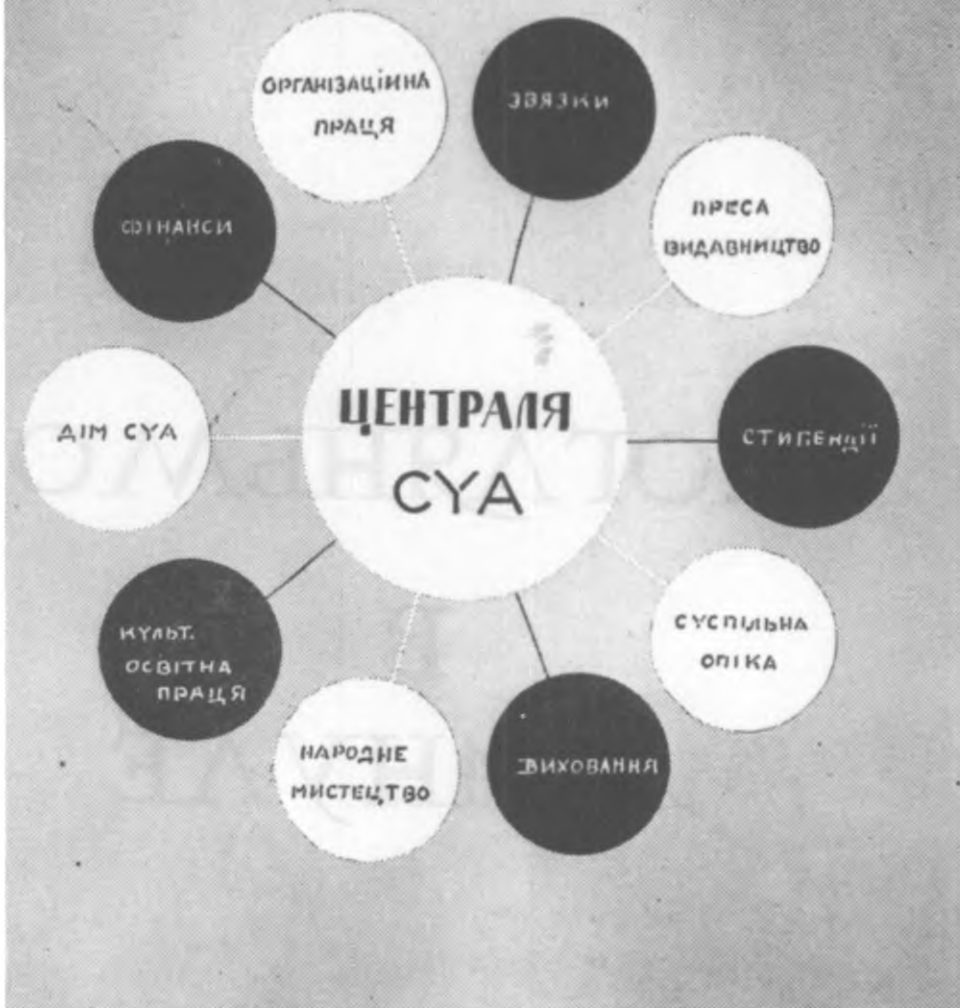 ОРГАНІЗАЦІЙНА
ПРАЦЯ
ЗВЯЗКИ
ПРЕСА
ВИДАВНИЦТВО
СТИПЕНДІЇ
СУСПІЛЬНА
ОПІКА
ВИХОВАННЯ
НАРОДНЕ
МИСТЕЦТВО
КУЛЬТ.
ОСВІТНА
ПРАЦЯ
ДІМ СУА
ФІНАНСИ
ЦЕНТРАЛЯ
СУА